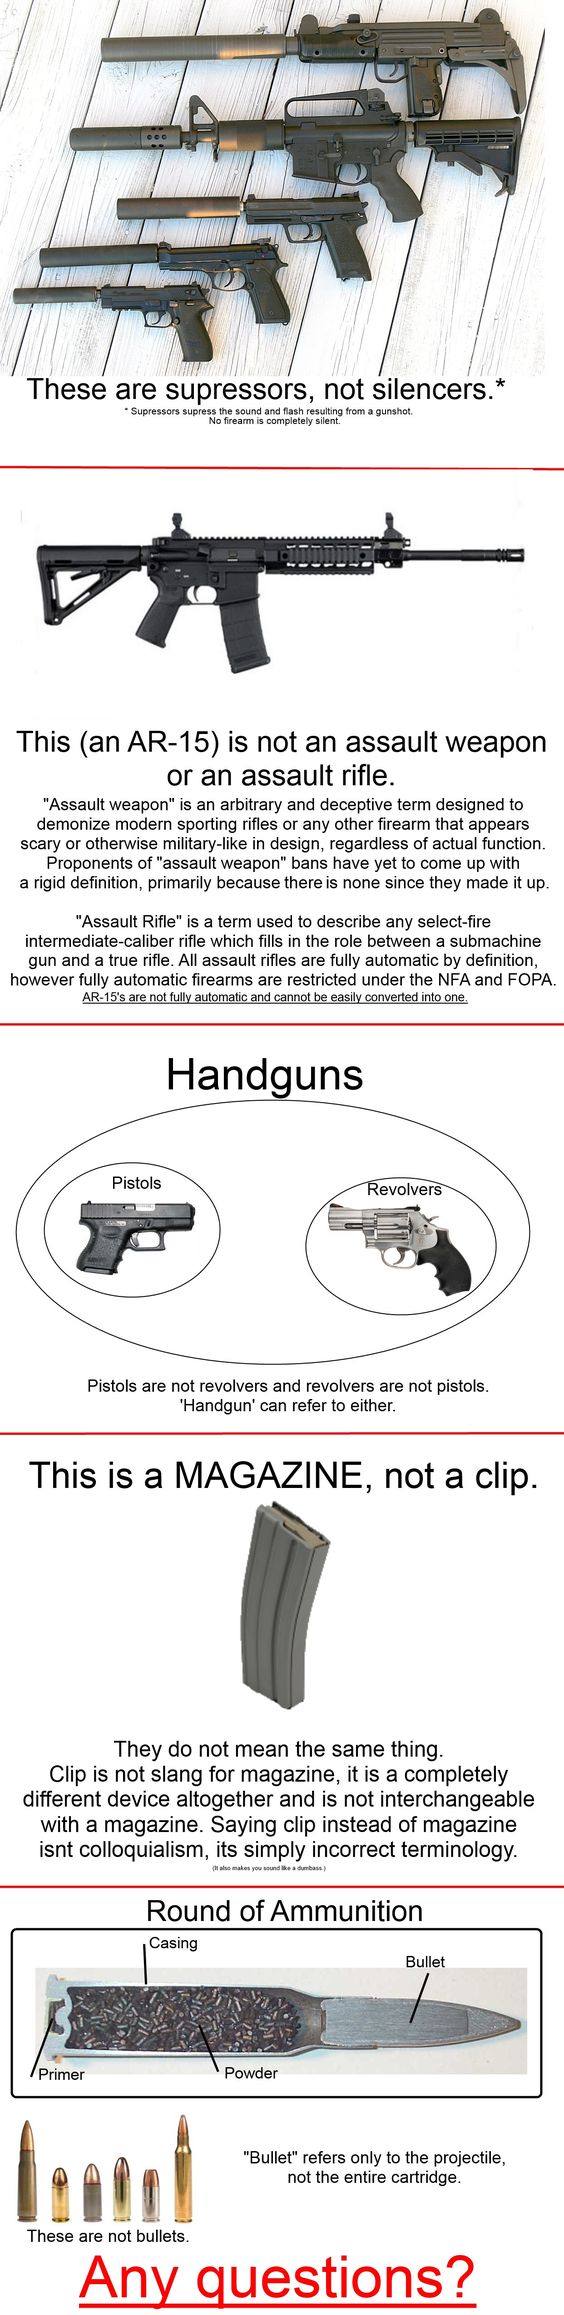 These are supressors, not silencers.*
* Supressors supress the sound and flash resulting from a gunshot.
No firearm is completely silent.
This (an AR-15) is not an assault weapon
or an assault rifle.
"Assault weapon" is an arbitrary and deceptive term designed to
demonize modern sporting rifles or any other firearm that appears
scary or otherwise military-like in design, regardless of actual function.
Proponents of "assault weapon" bans have yet to come up with
a rigid definition, primarily because there is none since they made it up.
"Assault Rifle" is a term used to describe any select-fire
intermediate-caliber rifle which fills in the role between a submachine
gun and a true rifle. All assault rifles are fully automatic by definition,
however fully automatic firearms are restricted under the NFA and FOPA.
AR-15's are not fully automatic and cannot be easily converted into one.
Handguns
Pistols
Revolvers
Pistols are not revolvers and revolvers are not pistols.
'Handgun' can refer to either.
This is a MAGAZINE, not a clip.
They do not mean the same thing.
Clip is not slang for magazine, it is a completely
different device altogether and is not interchangeable
with a magazine. Saying clip instead of magazine
isnt colloquialism, its simply incorrect terminology.
(It also makes you sound like a dumbass.)
Round of Ammunition
Casing
Bullet
Primer
Powder
"Bullet" refers only to the projectile,
not the entire cartridge.
These are not bullets.
Any questions?